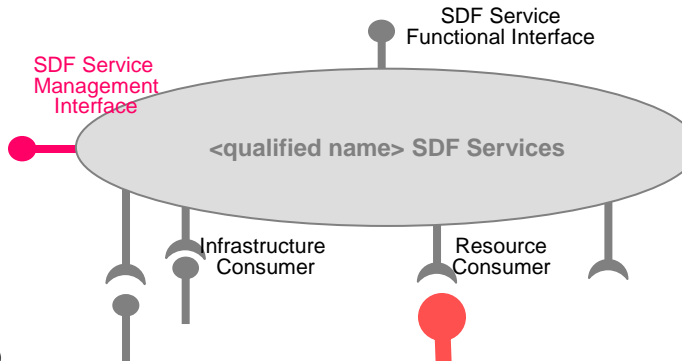 SDF Service
Functional Interface
SDF Service
Management
Interface
<qualified name> SDF Services
Infrastructure
Consumer
Resource
Consumer